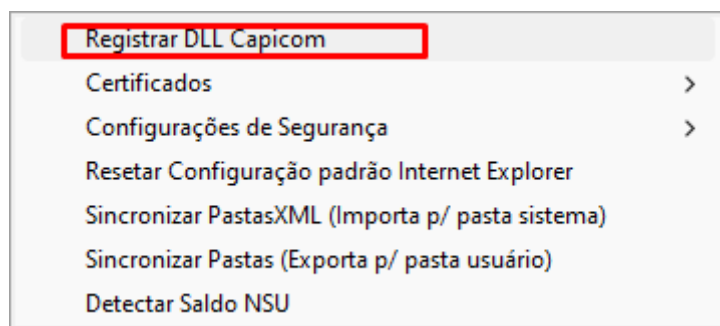 Registrar DLL Capicom
Certificados
Configurações de Segurança
Resetar Configuração padrão Internet Explorer
Sincronizar PastasXML (Importa p/ pasta sistema)
Sincronizar Pastas (Exporta p/ pasta usuário)
Detectar Saldo NSU